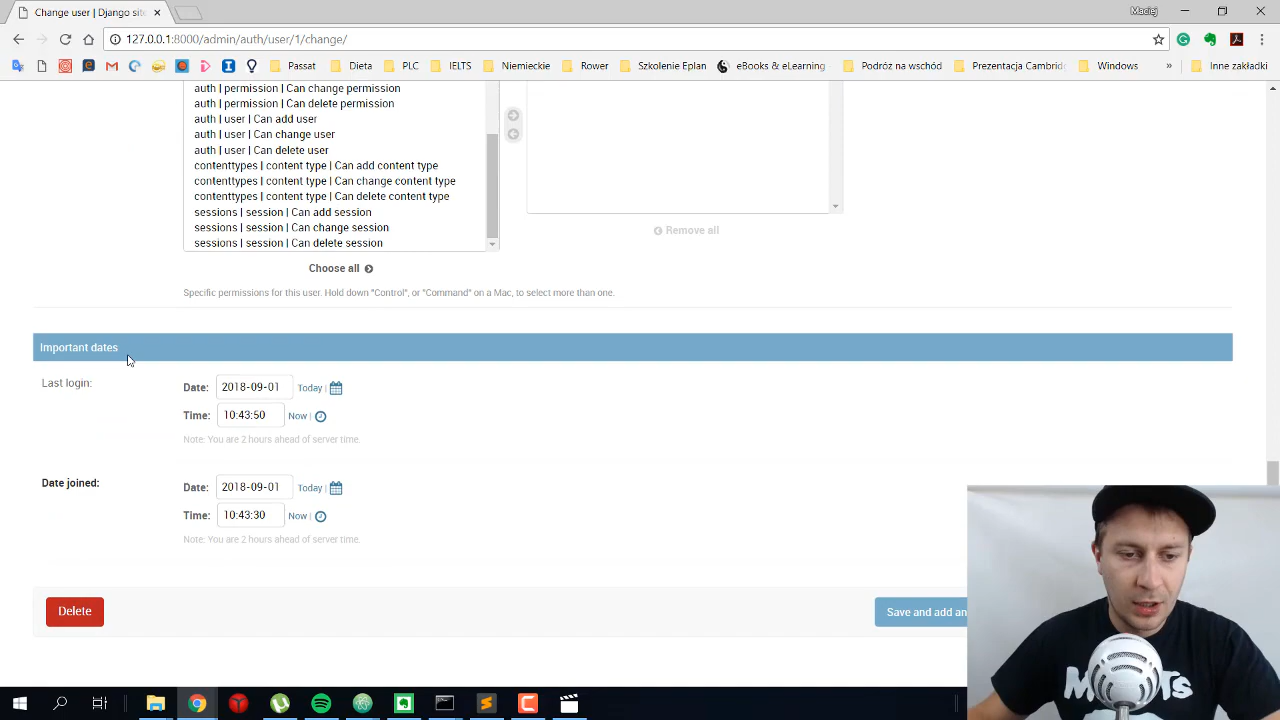 Change user | Django site
Maciej
127.0.0.1:8000/admin/auth/user/1/change/
Passat Dieta PLC IELTS Niemieckie Rower Szkolenie Eplan eBooks & eLearning Podróż na wschód Prezentacja Cambrid Windows » Inne zakładki
auth | permission | Can change permission
auth | permission | Can delete permission
auth | user | Can add user
auth | user | Can change user
auth | user | Can delete user
contenttypes | content type | Can add content type
contenttypes | content type | Can change content type
contenttypes | content type | Can delete content type
sessions | session | Can add session
sessions | session | Can change session
sessions | session | Can delete session
Remove all
Choose all
Specific permissions for this user. Hold down "Control", or "Command" on a Mac, to select more than one.
Important dates
Last login:
Date: 2018-09-01 Today |
Time: 10:43:50 Now |
Note: You are 2 hours ahead of server time.
Date joined:
Date: 2018-09-01 Today |
Time: 10:43:30 Now |
Note: You are 2 hours ahead of server time.
Delete
Save and add an